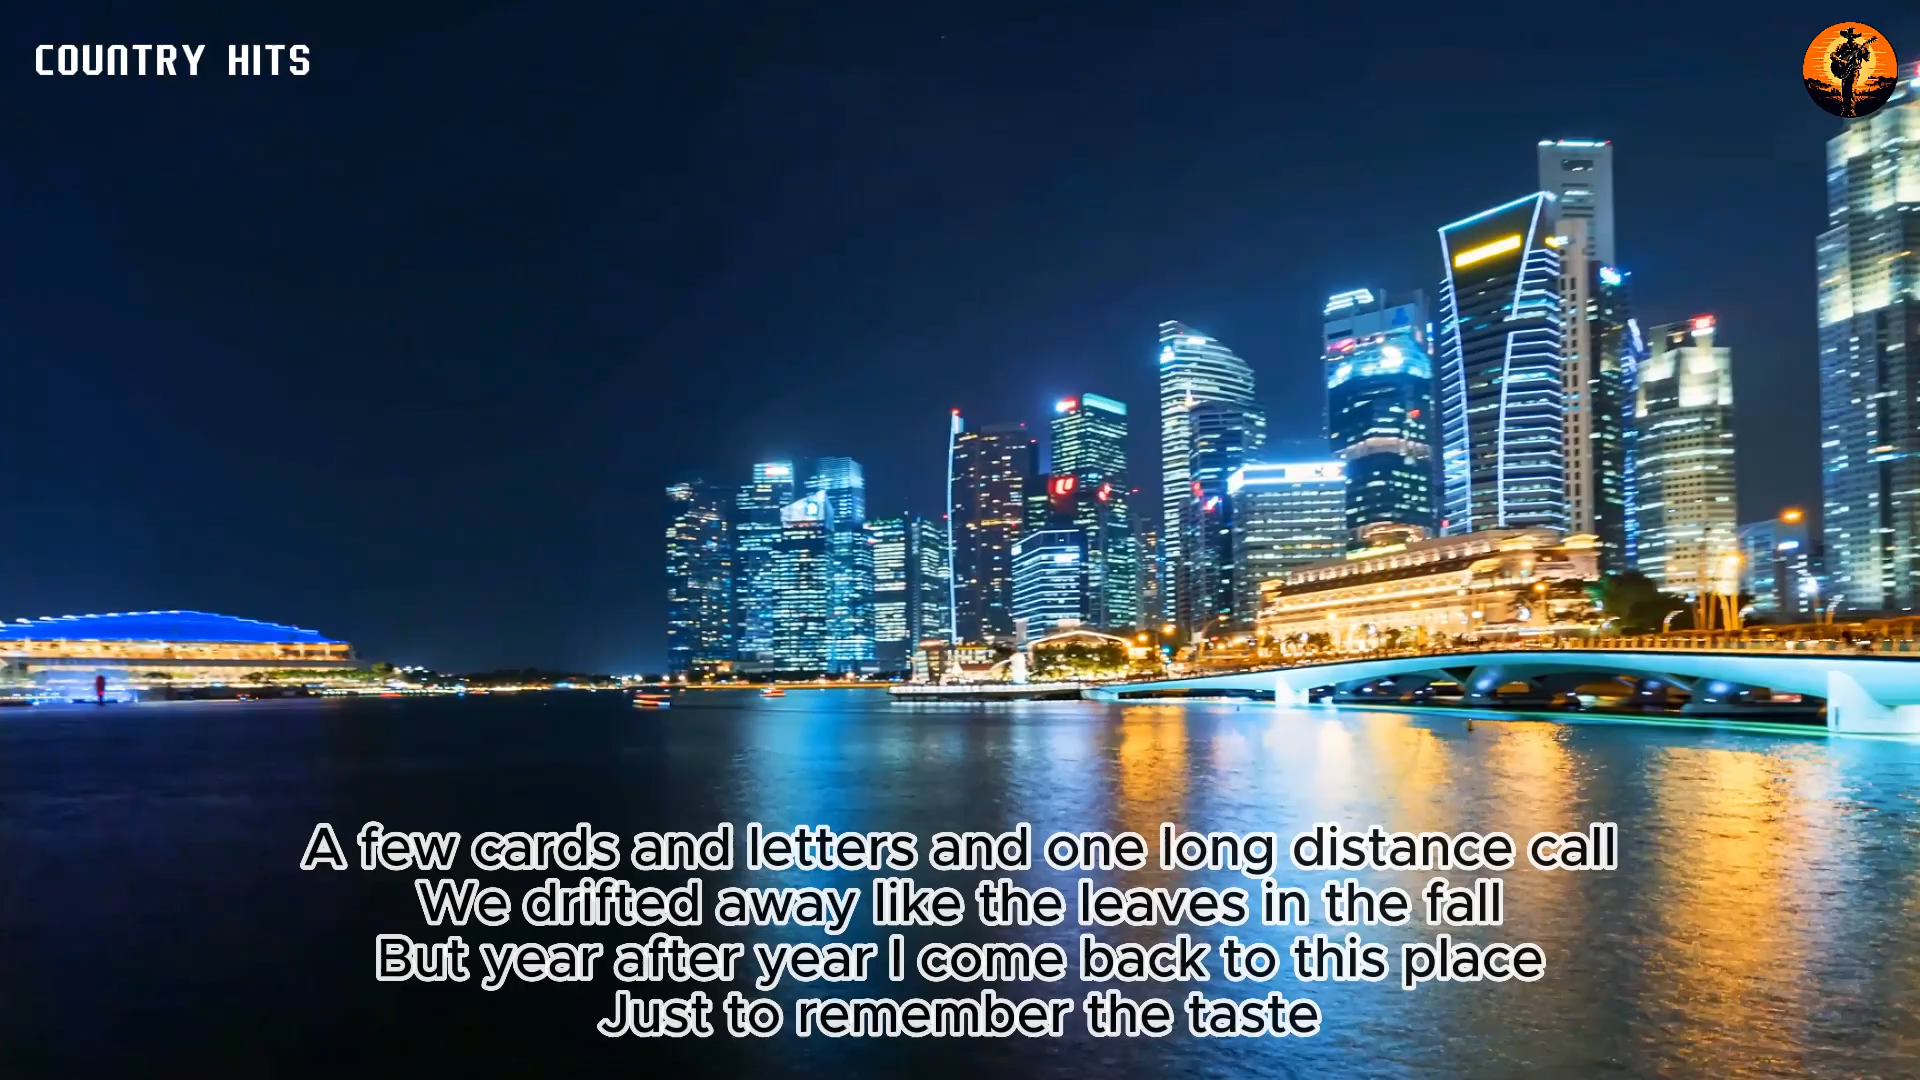 COUNTRY HITS
A few cards and letters and one long distance call
We drifted away like the leaves in the fall
But year after year I come back to this place
Just to remember the taste